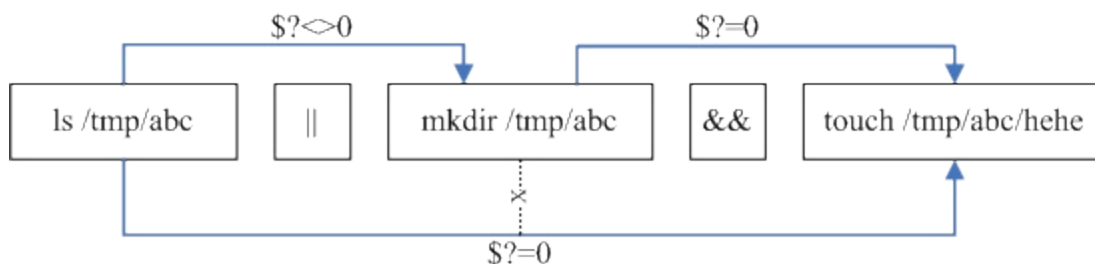 $?<>0
$?=0
ls /tmp/abc
||
mkdir /tmp/abc
&&
touch /tmp/abc/hehe
x
$?=0